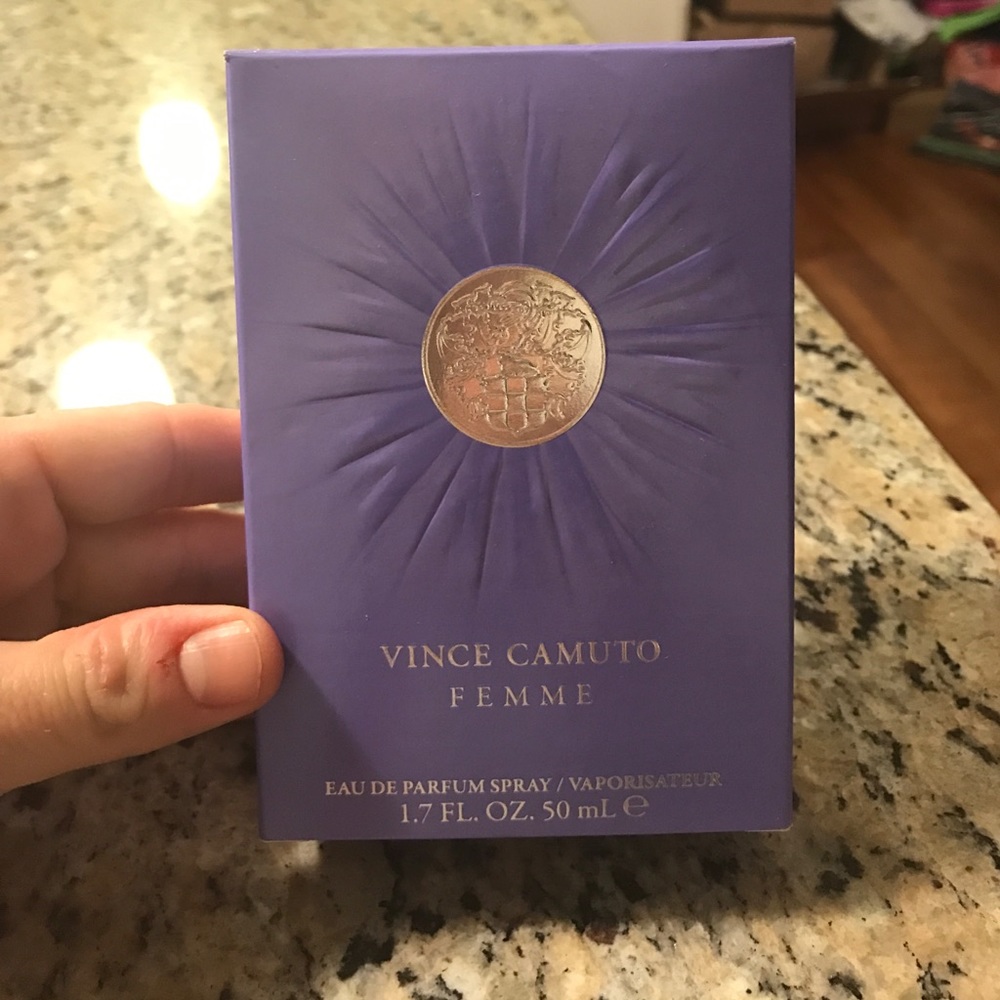 VINCE CAMUTO
FEMME
EAU DE PARFUM SPRAY / VAPORISATEUR
1.7 FL. OZ. 50 mL ℮